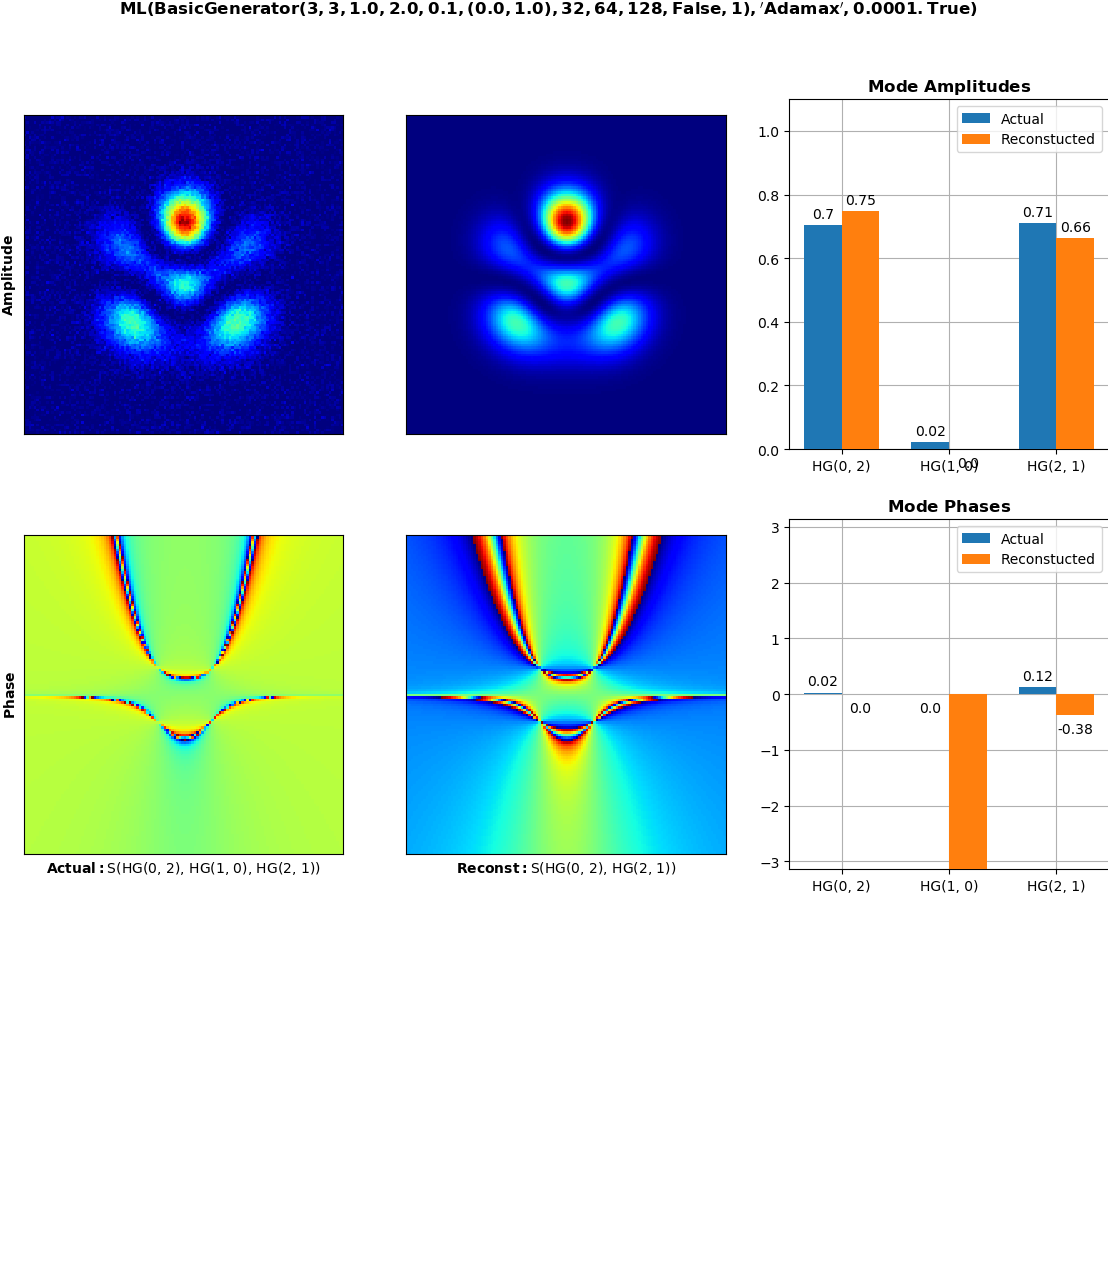 ML(BasicGenerator(3, 3, 1.0, 2.0, 0.1, (0.0, 1.0), 32, 64, 128, False, 1), ′Adamax′, 0.0001. True)
Amplitude
Mode Amplitudes
Actual
Reconstucted
1.0
0.8
0.6
0.4
0.2
0.0
0.7
0.75
0.02
0.0
0.71
0.66
HG(0, 2)
HG(1, 0)
HG(2, 1)
Phase
Actual: S(HG(0, 2), HG(1, 0), HG(2, 1))
Reconst: S(HG(0, 2), HG(2, 1))
Mode Phases
Actual
Reconstucted
3
2
1
0
−1
−2
−3
0.02
0.0
0.0
0.12
-0.38
HG(0, 2)
HG(1, 0)
HG(2, 1)